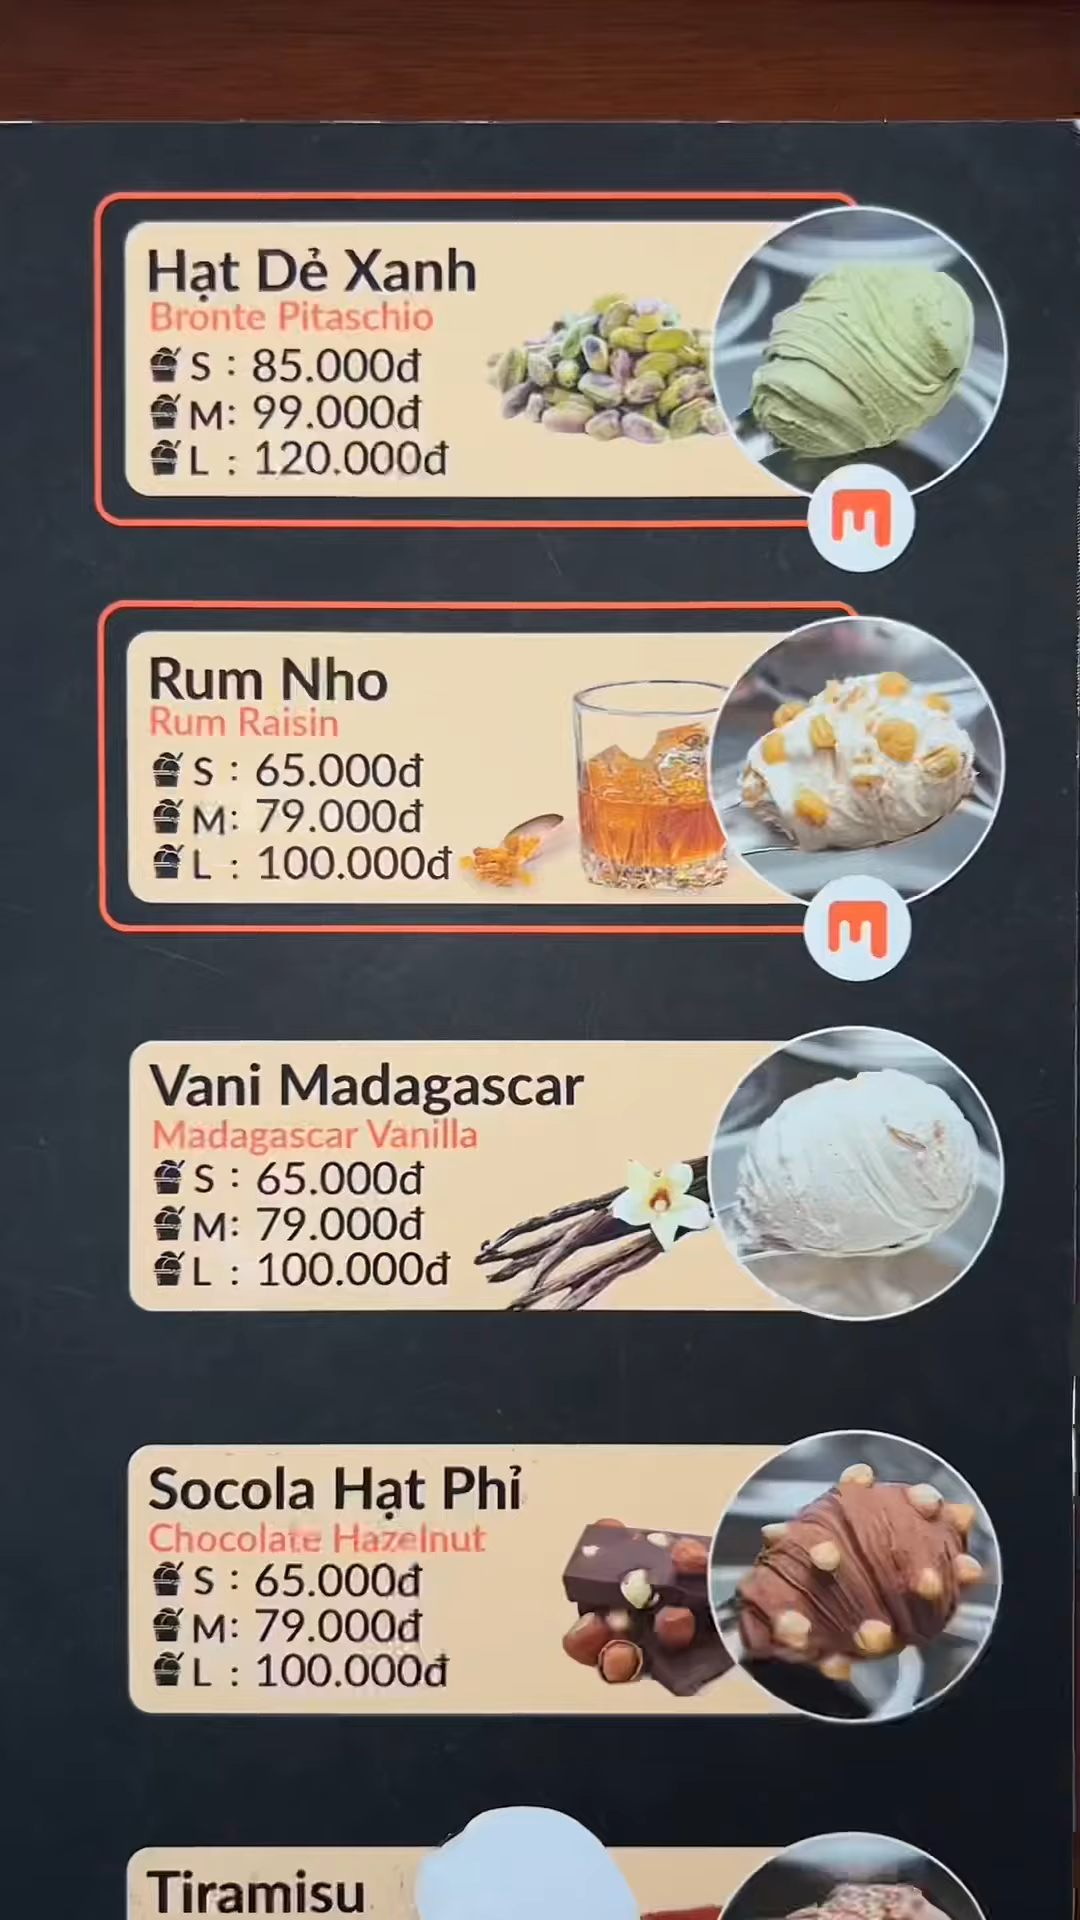 Hạt Dẻ Xanh
Bronte Pitaschio
S : 85.000đ
M: 99.000đ
L : 120.000đ
Rum Nho
Rum Raisin
S : 65.000đ
M: 79.000đ
L : 100.000đ
Vani Madagascar
Madagascar Vanilla
S : 65.000đ
M: 79.000đ
L : 100.000đ
Socola Hạt Phỉ
Chocolate Hazelnut
S : 65.000đ
M: 79.000đ
L : 100.000đ
Tiramisu